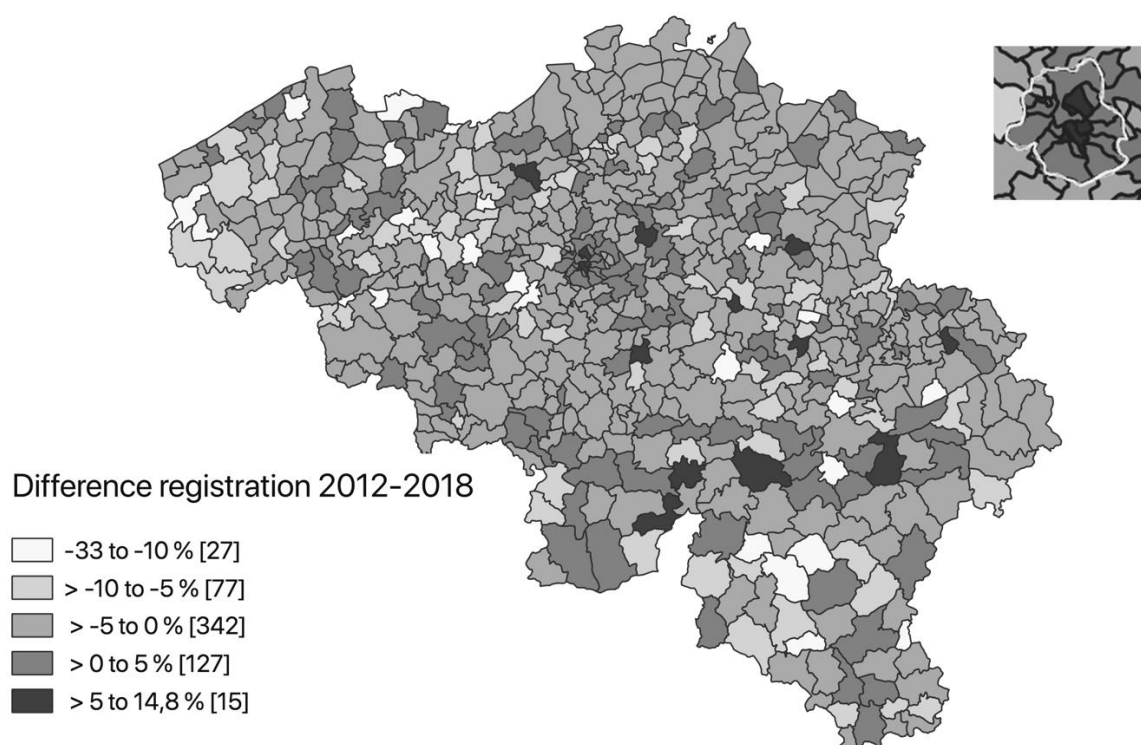 Difference registration 2012-2018
-33 to -10 % [27]
> -10 to -5 % [77]
> -5 to 0 % [342]
> 0 to 5 % [127]
> 5 to 14,8 % [15]